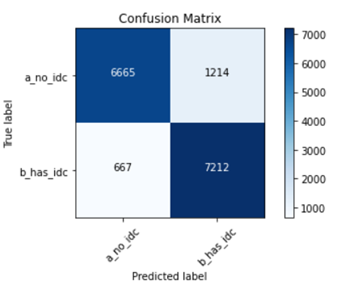 Confusion Matrix
True label
a_no_idc
6665
1214
b_has_idc
667
7212
a_no_idc
b_has_idc
Predicted label
7000
6000
5000
4000
3000
2000
1000